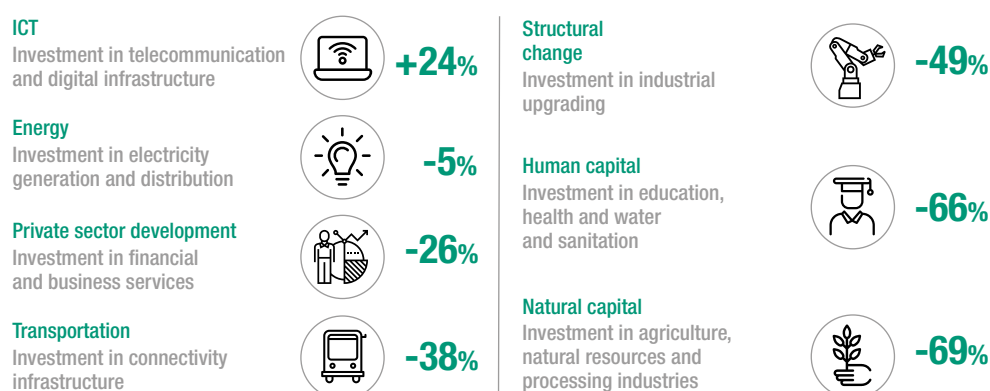 ICT
Investment in telecommunication
and digital infrastructure
+24%
Energy
Investment in electricity
generation and distribution
-5%
Private sector development
Investment in financial
and business services
-26%
Transportation
Investment in connectivity
infrastructure
-38%
Structural
change
Investment in industrial
upgrading
-49%
Human capital
Investment in education,
health and water
and sanitation
-66%
Natural capital
Investment in agriculture,
natural resources and
processing industries
-69%